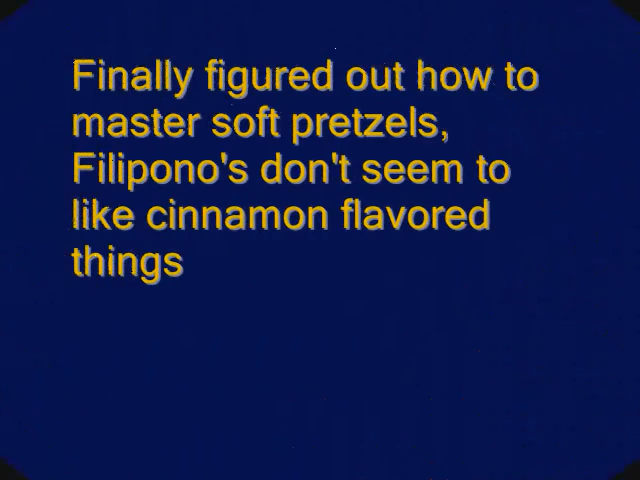 Finally figured out how to
master soft pretzels,
Filipono's don't seem to
like cinnamon flavored
things